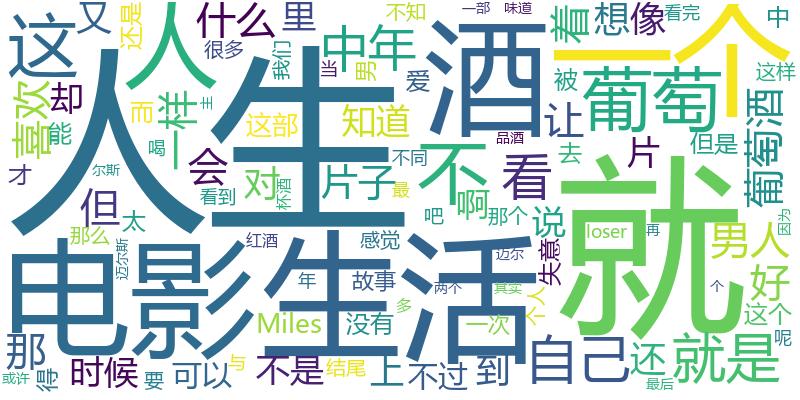 这
又
人
什么
里
还是
很多
我们
中年
不知
当
男
爱
酒
一部
味道
着
想
像
看完
一个
中
这样
喜欢
却
能
人生
一样
而
喝
主
这部
知道
会
对
看到
片子
杯酒
不同
最
不
看
品酒
让
葡萄
去
被
片
但是
葡萄酒
才
尔斯
但
太
那么
迈尔斯
电影
生活
红酒
感觉
吧
啊
那个
说
迈尔
失意
loser
再
就
男人
因为
好
年
故事
两个
多
其实
个人
个
这个
呢
那
Miles
没有
一次
自己
还
就是
或许
得
时候
要
可以
与
不是
结尾
上
不过
到
最后